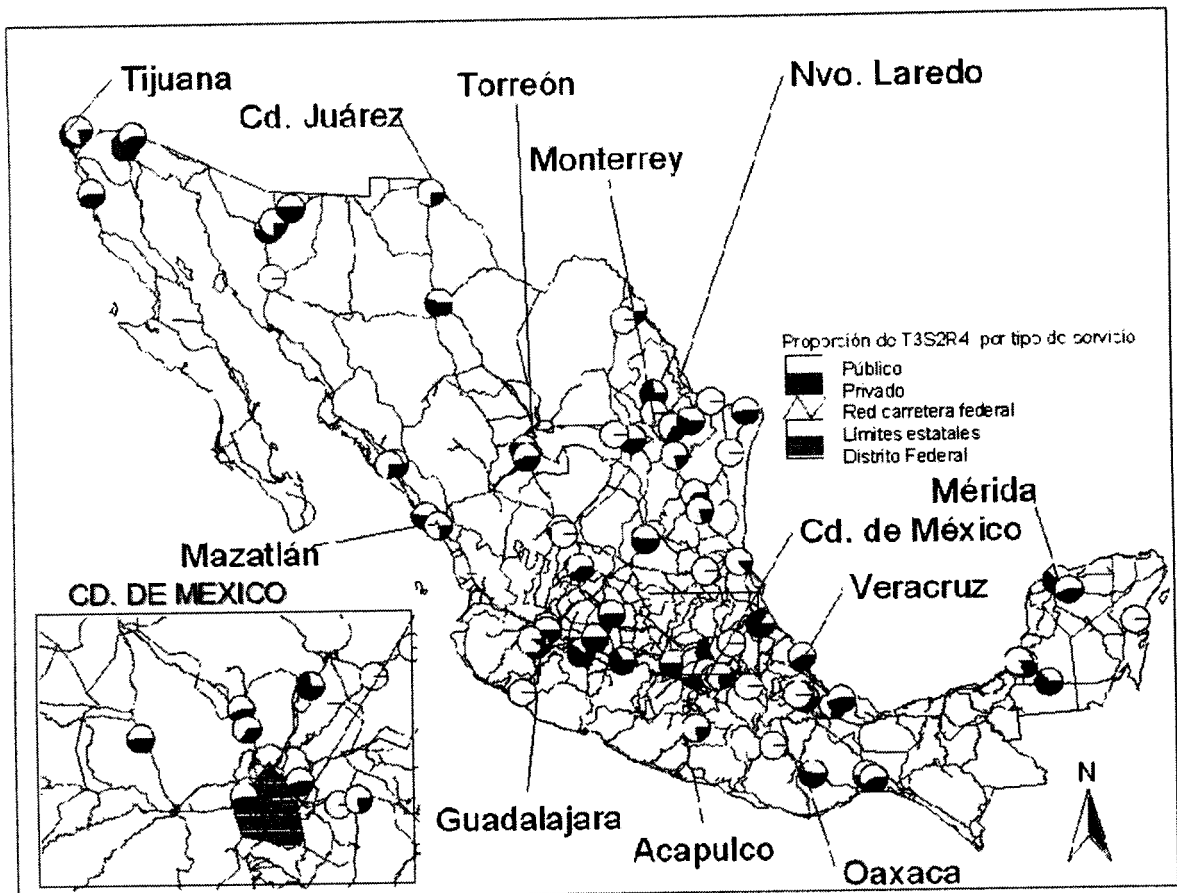 Tijuana
Torreón
Nvo. Laredo
Cd. Juárez
Monterrey
Proporción de T3S2R4 por tipo de servicio
Público
Privado
Red carretera federal
Límites estatales
Distrito Federal
Mérida
Cd. de México
Mazatlán
Veracruz
CD. DE MEXICO
N
Guadalajara
Acapulco
Oaxaca